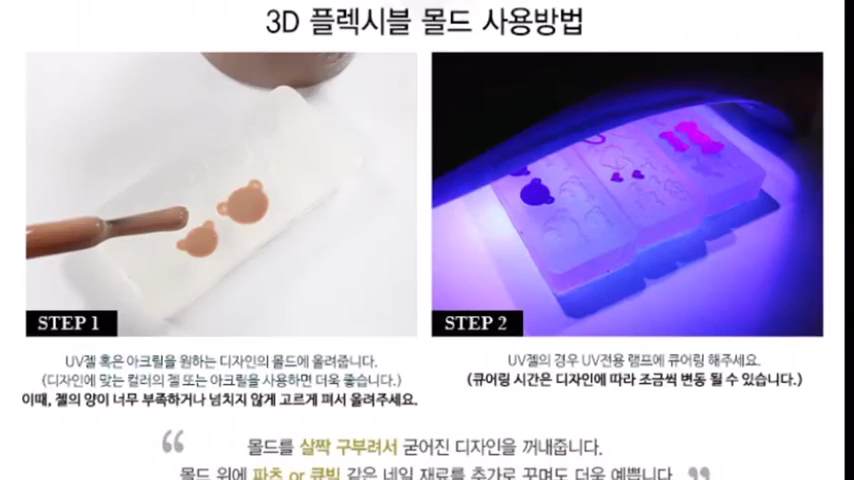 3D 플렉시블 몰드 사용방법
STEP 1
STEP 2
UV젤 혹은 아크릴을 원하는 디자인의 몰드에 올려줍니다.
(디자인에 맞는 컬러의 젤 또는 아크릴을 사용하면 더욱 좋습니다.)
이때, 젤의 양이 너무 부족하거나 넘치지 않게 고르게 펴서 올려주세요.
UV젤의 경우 UV전용 램프에 큐어링 해주세요.
(큐어링 시간은 디자인에 따라 조금씩 변동 될 수 있습니다.)
“ 몰드를 살짝 구부려서 굳어진 디자인을 꺼내줍니다.
몰드 위에 파츠 or 큐빅 같은 네일 재료를 추가로 꾸며도 더욱 예쁩니다. ”